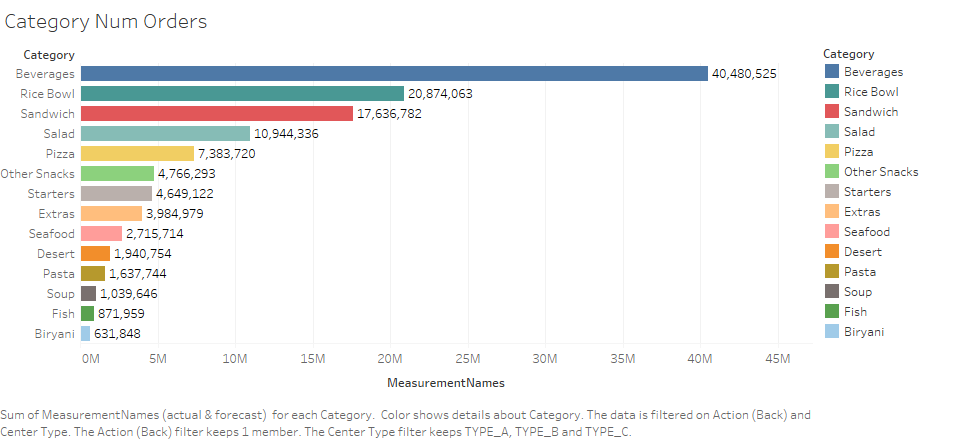 Category Num Orders
Category
Beverages 40,480,525
Rice Bowl 20,874,063
Sandwich 17,636,782
Salad 10,944,336
Pizza 7,383,720
Other Snacks 4,766,293
Starters 4,649,122
Extras 3,984,979
Seafood 2,715,714
Desert 1,940,754
Pasta 1,637,744
Soup 1,039,646
Fish 871,959
Biryani 631,848
0M 5M 10M 15M 20M 25M 30M 35M 40M 45M
MeasurementNames
Category
Beverages
Rice Bowl
Sandwich
Salad
Pizza
Other Snacks
Starters
Extras
Seafood
Desert
Pasta
Soup
Fish
Biryani
Sum of MeasurementNames (actual & forecast)  for each Category.  Color shows details about Category. The data is filtered on Action (Back) and
Center Type. The Action (Back) filter keeps 1 member. The Center Type filter keeps TYPE_A, TYPE_B and TYPE_C.